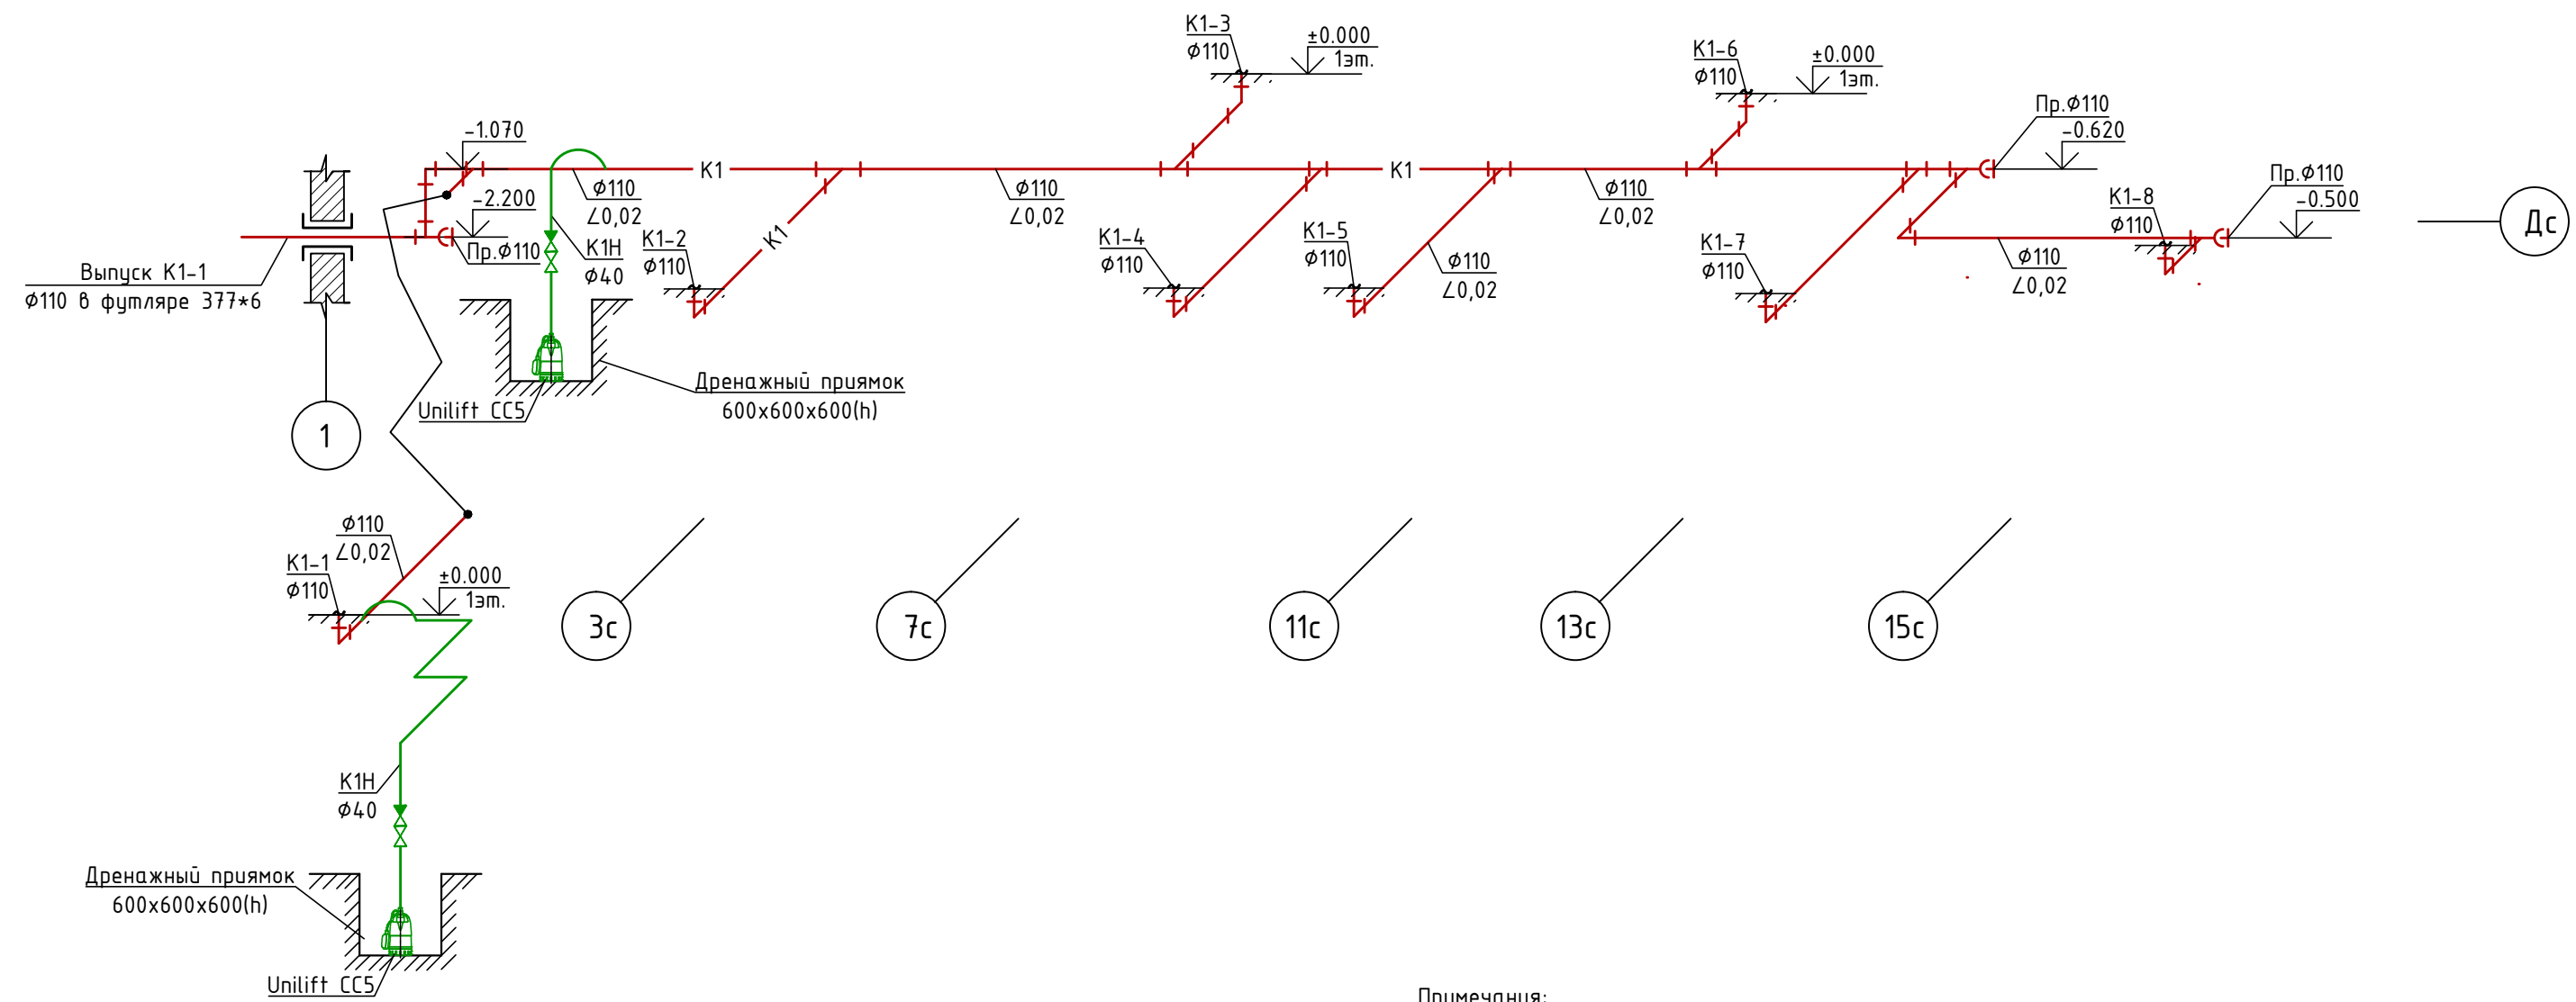 К1-3
Ø110
±0.000
1эт.
К1-6
Ø110
±0.000
1эт.
Пр.Ø110
-0.620
Пр.Ø110
-0.500
К1-8
Ø110
Дс
-1.070
-2.200
Пр.Ø110
Выпуск К1-1
Ø110 в футляре 377*6
1
Ø110
∠0,02
К1Н
Ø40
К1
К1-2
Ø110
К1
Ø110
∠0,02
К1-4
Ø110
К1
К1-5
Ø110
Ø110
∠0,02
Ø110
∠0,02
К1-7
Ø110
Ø110
∠0,02
Дренажный приямок
600х600х600(h)
Unilift CC5
Ø110
∠0,02
К1-1
Ø110
±0.000
1эт.
3с
7с
11с
13с
15с
К1Н
Ø40
Дренажный приямок
600х600х600(h)
Unilift CC5
Примечания: